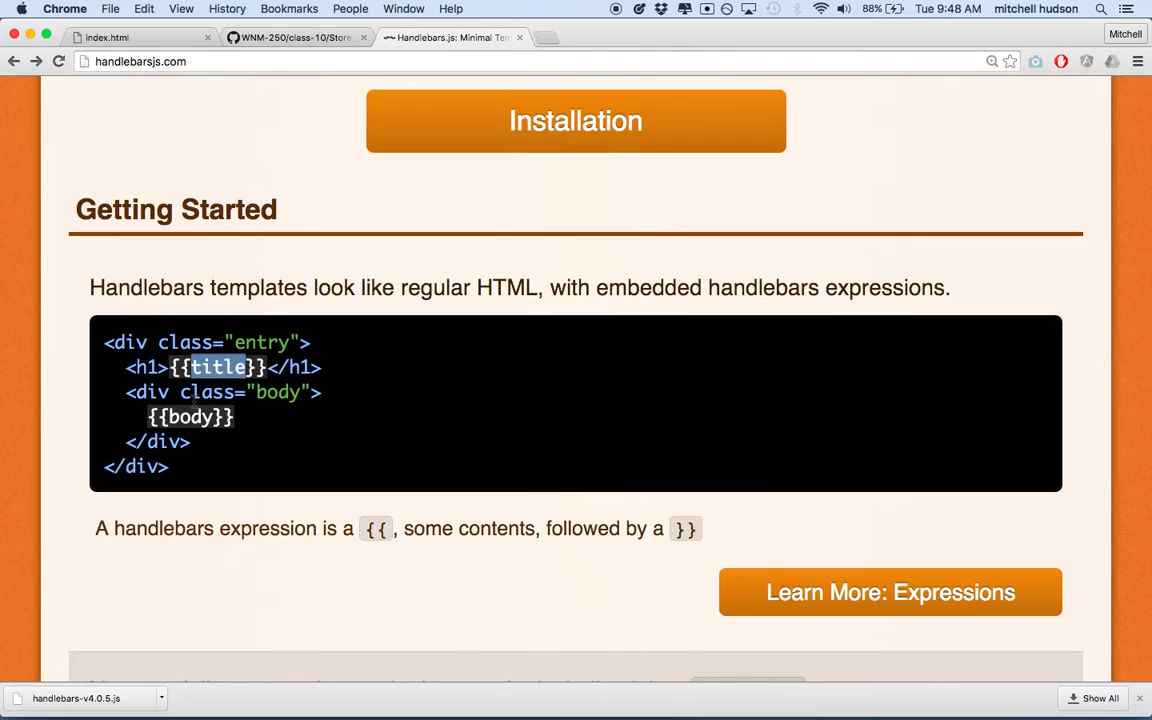 Chrome File Edit View History Bookmarks People Window Help 88% Tue 9:48 AM mitchell hudson
index.html WNM-250/class-10/Store Handlebars.js: Minimal Tem Mitchell
handlebarsjs.com
Installation
Getting Started
Handlebars templates look like regular HTML, with embedded handlebars expressions.
<div class="entry">
<h1>{{title}}</h1>
<div class="body">
{{body}}
</div>
</div>
A handlebars expression is a {{, some contents, followed by a }}
Learn More: Expressions
handlebars-v4.0.5.js Show All